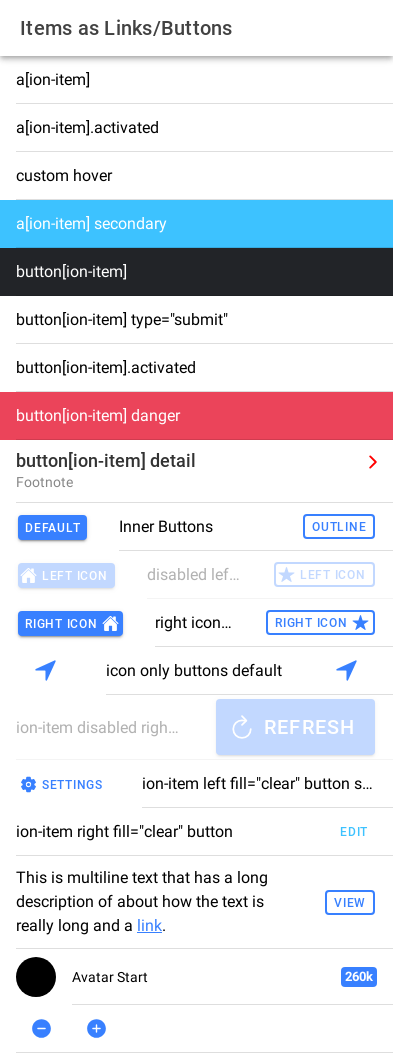 Items as Links/Buttons
a[ion-item]
a[ion-item].activated
custom hover
a[ion-item] secondary
button[ion-item]
button[ion-item] type="submit"
button[ion-item].activated
button[ion-item] danger
button[ion-item] detail
Footnote
DEFAULT Inner Buttons OUTLINE
LEFT ICON disabled lef... LEFT ICON
RIGHT ICON right icon... RIGHT ICON
icon only buttons default
ion-item disabled righ... REFRESH
SETTINGS ion-item left fill="clear" button s...
ion-item right fill="clear" button EDIT
This is multiline text that has a long
description of about how the text is
really long and a link.
VIEW
Avatar Start 260k